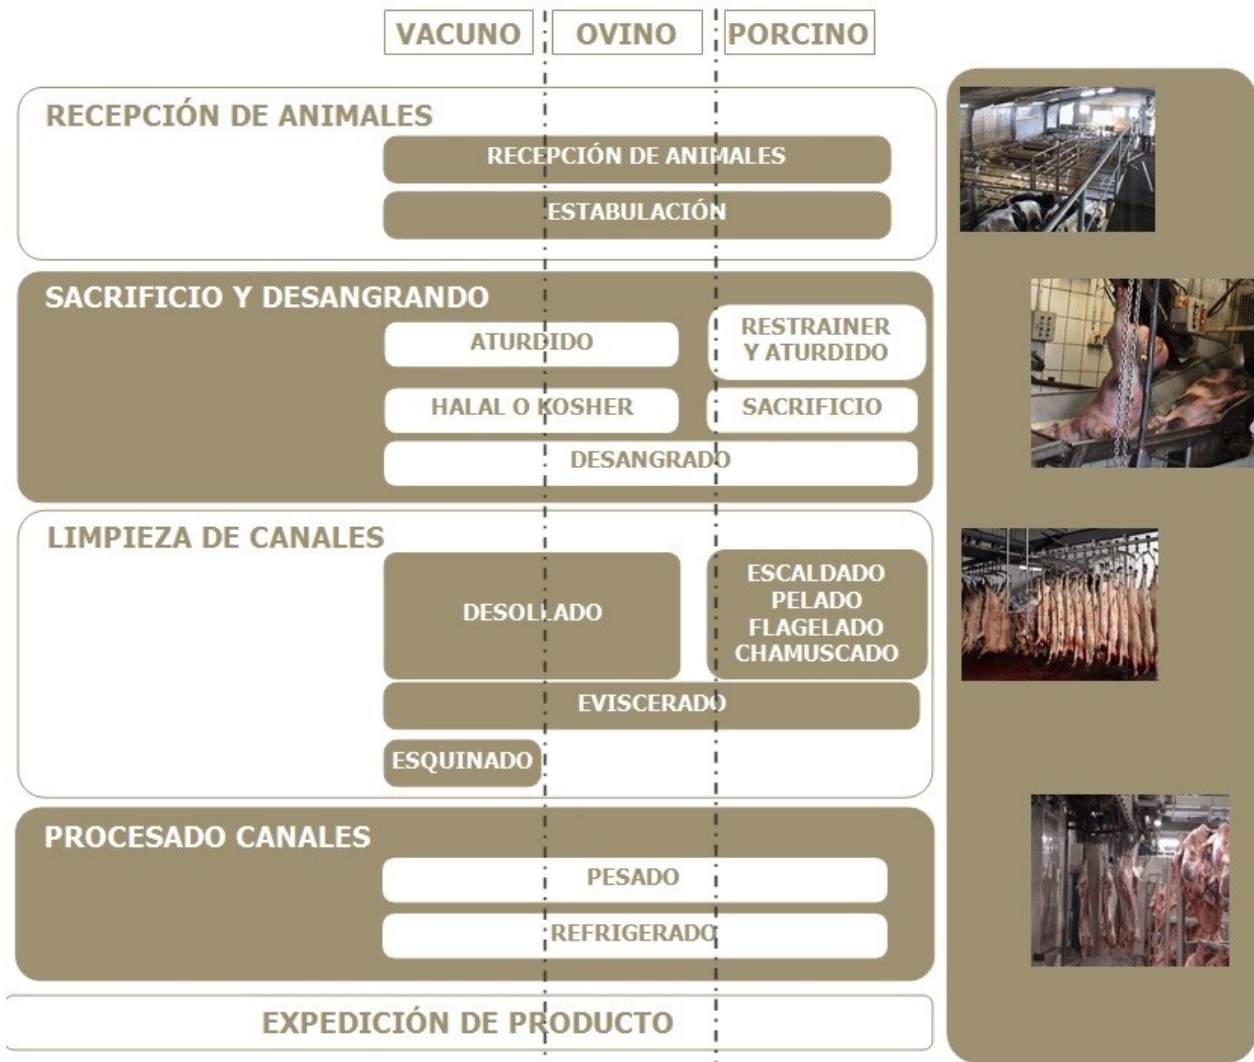 VACUNO OVINO PORCINO
RECEPCIÓN DE ANIMALES
RECEPCIÓN DE ANIMALES
ESTABULACIÓN
SACRIFICIO Y DESANGRANDO
ATURDIDO
RESTRAINER
Y ATURDIDO
HALAL O KOSHER
SACRIFICIO
DESANGRADO
LIMPIEZA DE CANALES
DESOLLADO
ESCALDADO
PELADO
FLAGELADO
CHAMUSCADO
EVISCERADO
ESQUINADO
PROCESADO CANALES
PESADO
REFRIGERADO
EXPEDICIÓN DE PRODUCTO